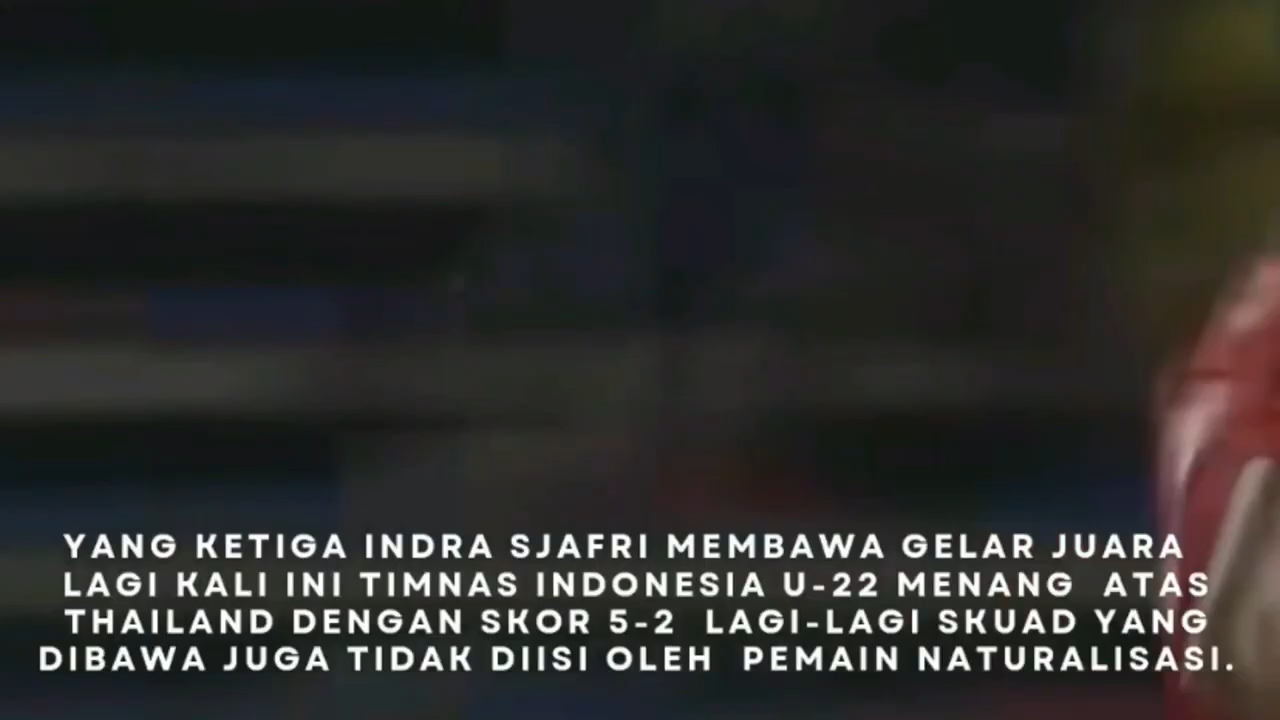 YANG KETIGA INDRA SJAFRI MEMBAWA GELAR JUARA
LAGI KALI INI TIMNAS INDONESIA U-22 MENANG ATAS
THAILAND DENGAN SKOR 5-2 LAGI-LAGI SKUAD YANG
DIBAWA JUGA TIDAK DIISI OLEH PEMAIN NATURALISASI.